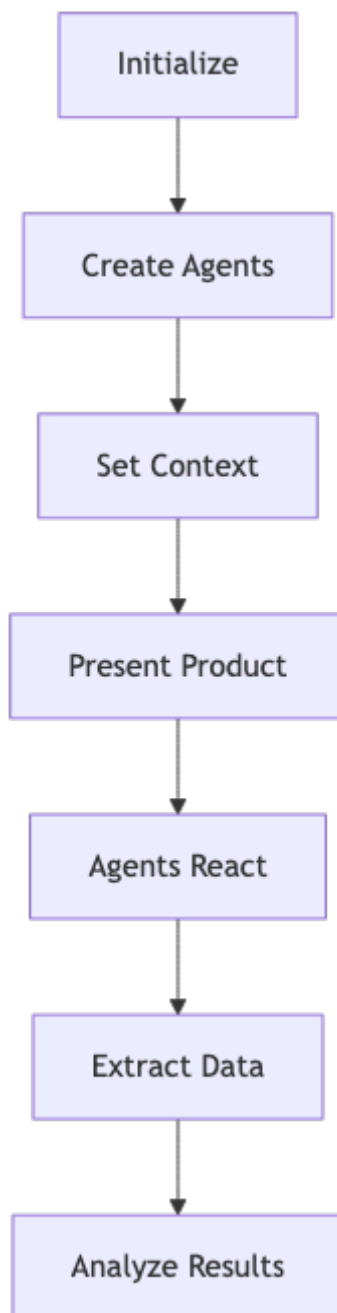 Initialize
Create Agents
Set Context
Present Product
Agents React
Extract Data
Analyze Results